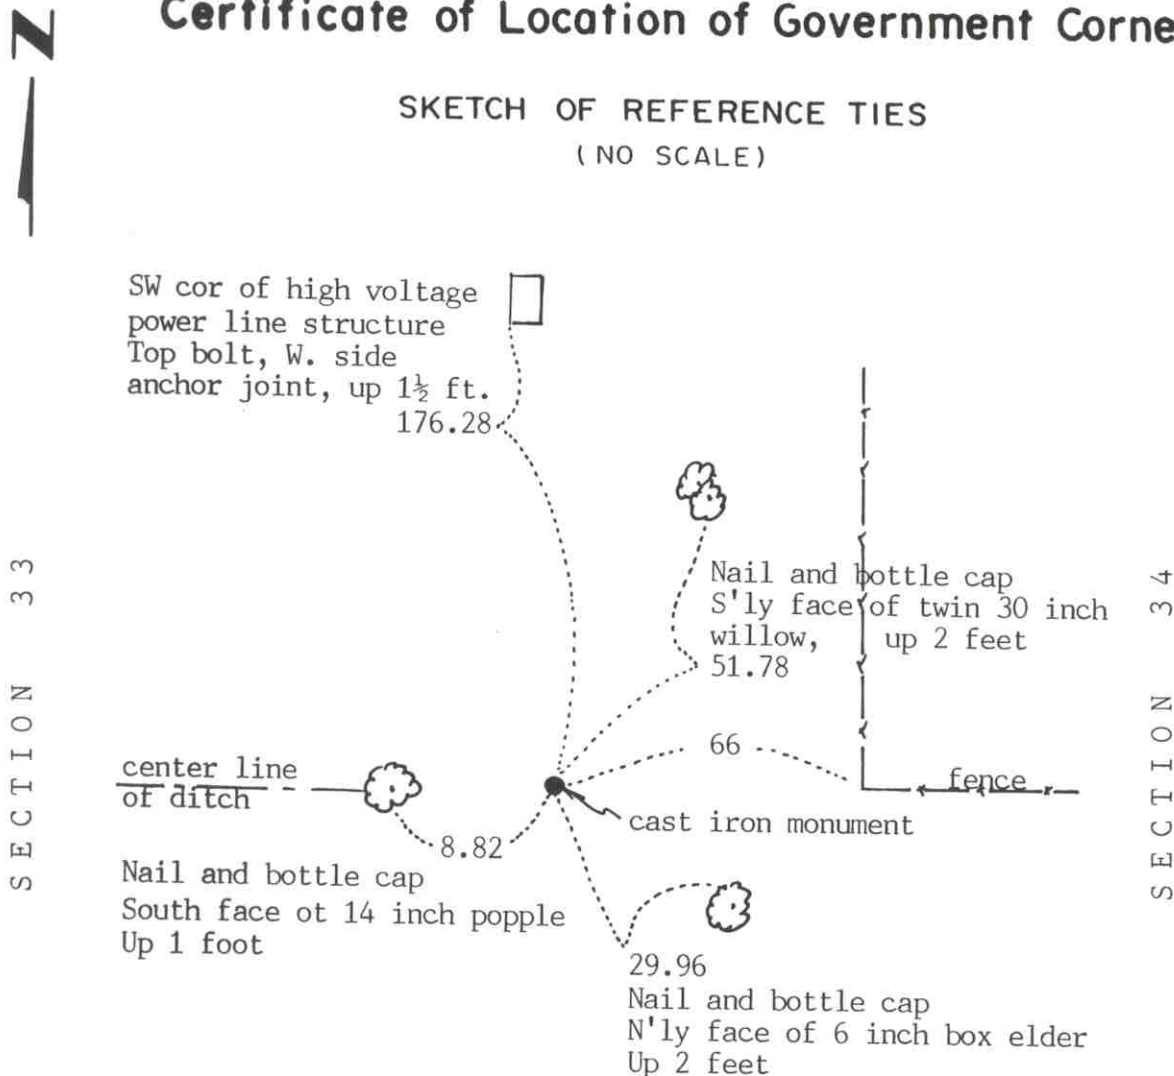 Certificate of Location of Government Corne
N
SKETCH OF REFERENCE TIES
(NO SCALE)
SW cor of high voltage
power line structure
Top bolt, W. side
anchor joint, up 1½ ft.
176.28
Nail and bottle cap
S'ly face of twin 30 inch
willow, up 2 feet
51.78
SECTION 33
SECTION 34
66
center line
of ditch
fence
cast iron monument
8.82
Nail and bottle cap
South face ot 14 inch popple
Up 1 foot
29.96
Nail and bottle cap
N'ly face of 6 inch box elder
Up 2 feet